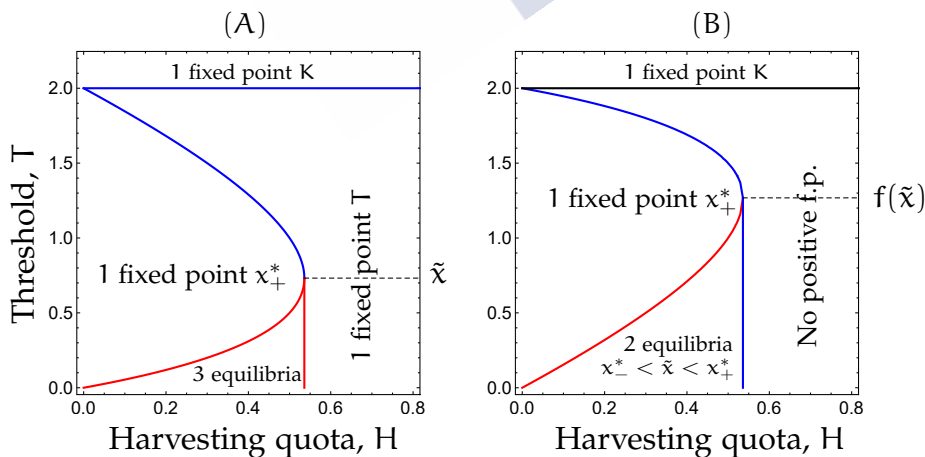 (A)
1 fixed point K
2.0
1.5
1.0
0.5
0.0
Threshold, T
1 fixed point x*+
1 fixed point T
3 equilibria
x̃
0.0 0.2 0.4 0.6 0.8
Harvesting quota, H
(B)
1 fixed point K
2.0
1.5
1.0
0.5
0.0
1 fixed point x*+
No positive f.p.
2 equilibria
x*− < x̃ < x*+
f(x̃)
0.0 0.2 0.4 0.6 0.8
Harvesting quota, H